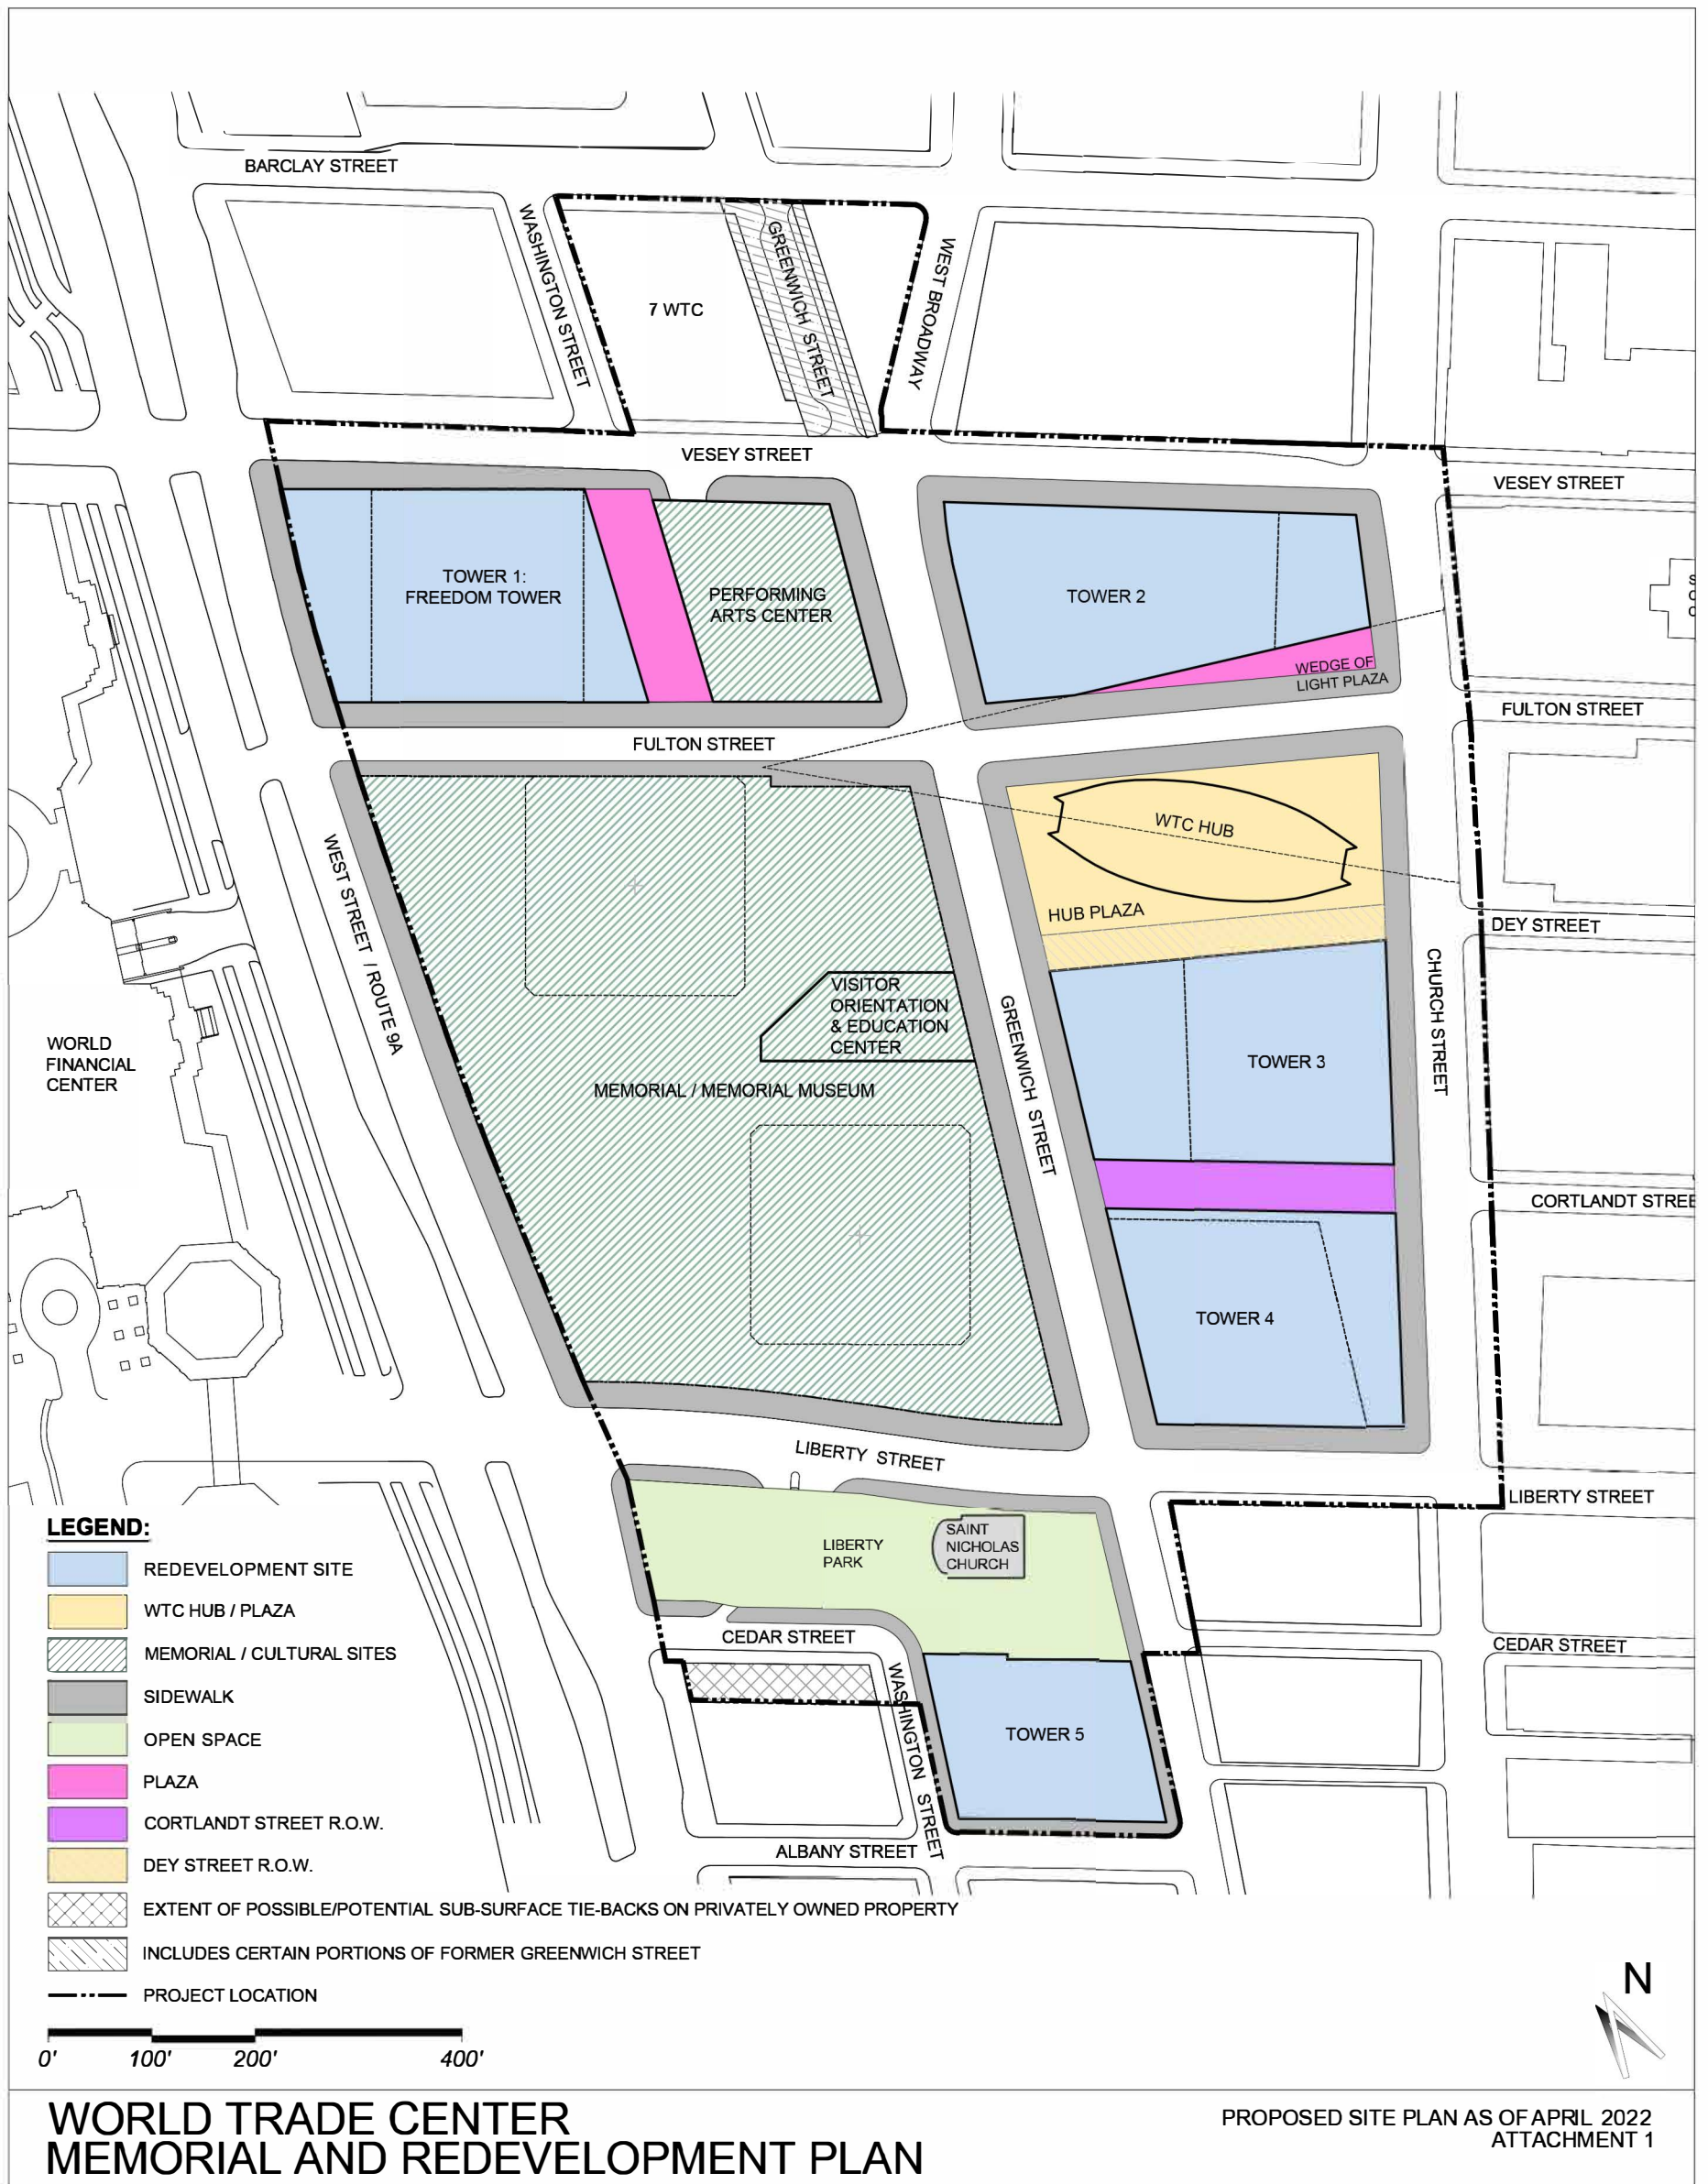 BARCLAY STREET
WASHINGTON STREET
GREENWICH STREET
WEST BROADWAY
7 WTC
VESEY STREET
VESEY STREET
TOWER 1:
FREEDOM TOWER
PERFORMING
ARTS CENTER
TOWER 2
WEDGE OF
LIGHT PLAZA
FULTON STREET
FULTON STREET
WTC HUB
HUB PLAZA
DEY STREET
WEST STREET / ROUTE 9A
VISITOR
ORIENTATION
& EDUCATION
CENTER
GREENWICH STREET
CHURCH STREET
WORLD
FINANCIAL
CENTER
TOWER 3
MEMORIAL / MEMORIAL MUSEUM
CORTLANDT STREE
TOWER 4
LIBERTY STREET
LIBERTY STREET
LIBERTY
PARK
SAINT
NICHOLAS
CHURCH
CEDAR STREET
CEDAR STREET
WASHINGTON STREET
TOWER 5
ALBANY STREET
LEGEND:
REDEVELOPMENT SITE
WTC HUB / PLAZA
MEMORIAL / CULTURAL SITES
SIDEWALK
OPEN SPACE
PLAZA
CORTLANDT STREET R.O.W.
DEY STREET R.O.W.
EXTENT OF POSSIBLE/POTENTIAL SUB-SURFACE TIE-BACKS ON PRIVATELY OWNED PROPERTY
INCLUDES CERTAIN PORTIONS OF FORMER GREENWICH STREET
PROJECT LOCATION
0' 100' 200' 400'
N
WORLD TRADE CENTER
MEMORIAL AND REDEVELOPMENT PLAN
PROPOSED SITE PLAN AS OF APRIL 2022
ATTACHMENT 1